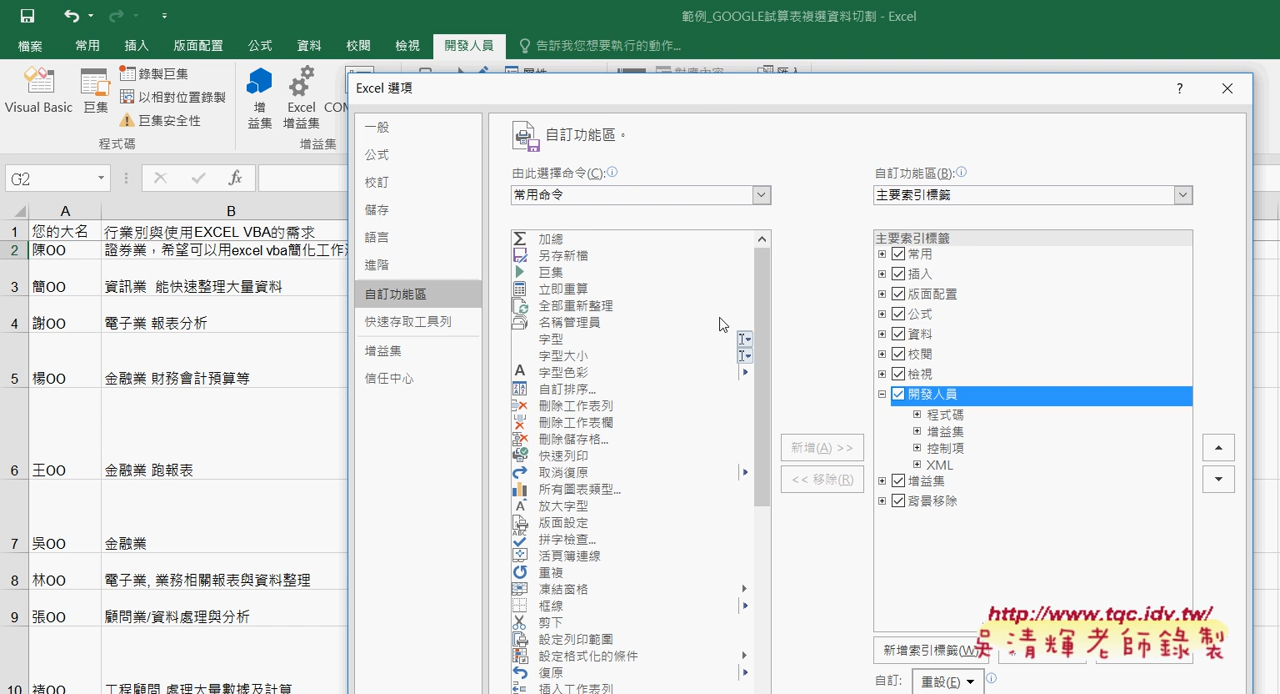 範例_GOOGLE試算表複選資料切割 - Excel
檔案 常用 插入 版面配置 公式 資料 校閱 檢視 開發人員 告訴我您想要執行的動作...
Visual Basic
巨集
錄製巨集
以相對位置錄製
巨集安全性
程式碼
增益集
Excel 增益集
增益集
Excel 選項
一般
公式
校訂
儲存
語言
進階
自訂功能區
快速存取工具列
增益集
信任中心
自訂功能區。
由此選擇命令(C):
常用命令
加總
另存新檔
巨集
立即重算
全部重新整理
名稱管理員
字型
字型大小
字型色彩
自訂排序...
刪除工作表列
刪除工作表欄
刪除儲存格...
快速列印
取消復原
所有圖表類型...
放大字型
版面設定
拼字檢查...
活頁簿連線
重複
凍結窗格
框線
剪下
設定列印範圍
設定格式化的條件
復原
插入工作表列
新增(A) >>
<< 移除(R)
自訂功能區(B):
主要索引標籤
主要索引標籤
常用
插入
版面配置
公式
資料
校閱
檢視
開發人員
程式碼
增益集
控制項
XML
增益集
背景移除
新增索引標籤(W)
自訂: 重設(E)
http://www.tqc.idv.tw/
吳清輝老師錄製
G2
fx
A B
1 您的大名 行業別與使用EXCEL VBA的需求
2 陳OO 證券業，希望可以用excel vba簡化工作
3 簡OO 資訊業 能快速整理大量資料
4 謝OO 電子業 報表分析
5 楊OO 金融業 財務會計預算等
6 王OO 金融業 跑報表
7 吳OO 金融業
8 林OO 電子業, 業務相關報表與資料整理
9 張OO 顧問業/資料處理與分析
10 禇OO 工程顧問 處理大量數據及計算